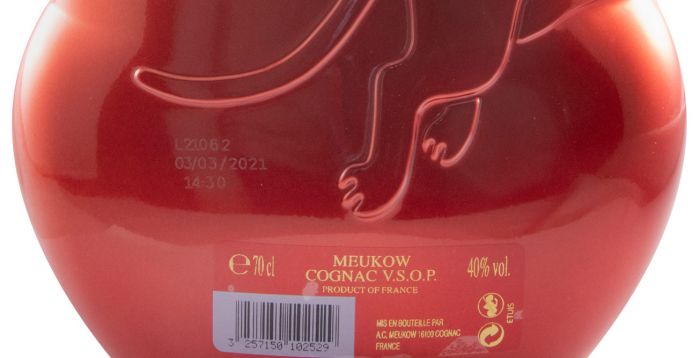 L21062
03/03/2021
14:30
e 70 cl
MEUKOW
COGNAC V.S.O.P.
PRODUCT OF FRANCE
40% vol.
MIS EN BOUTEILLE PAR
A.C. MEUKOW 16100 COGNAC
FRANCE
ETUIS
3 257150 102529